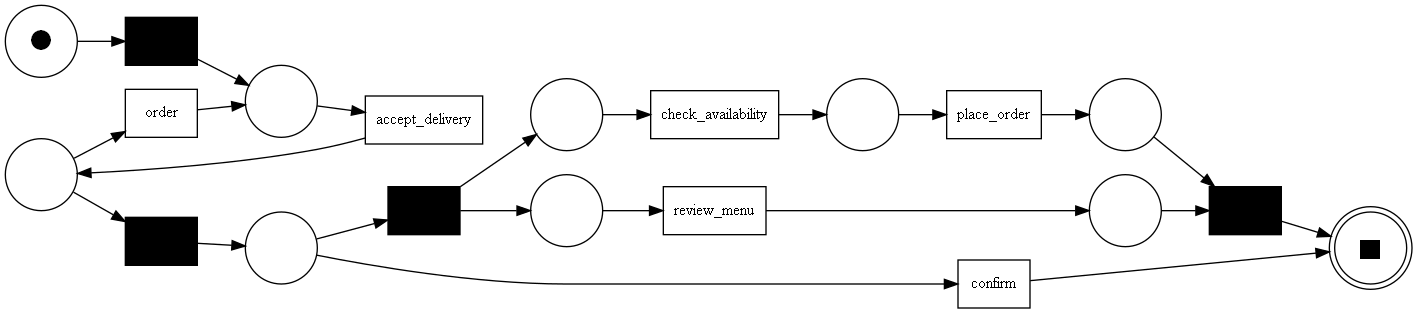 order
accept_delivery
check_availability
place_order
review_menu
confirm